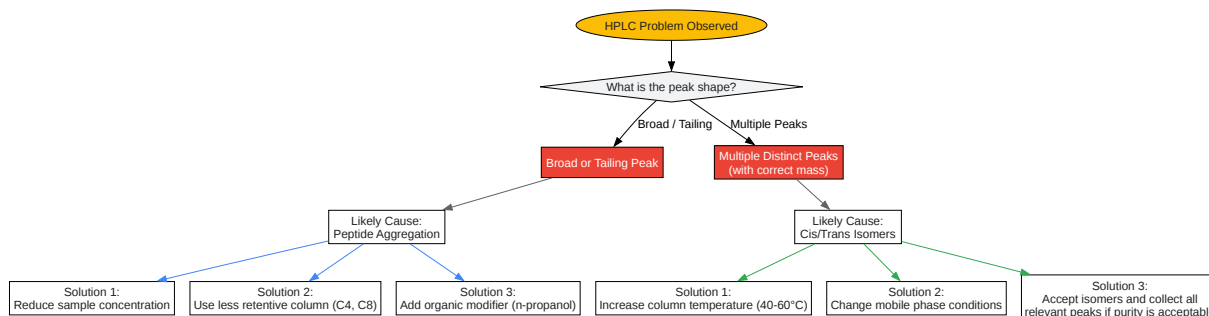 HPLC Problem Observed
What is the peak shape?
Broad / Tailing
Multiple Peaks
Broad or Tailing Peak
Multiple Distinct Peaks
(with correct mass)
Likely Cause:
Peptide Aggregation
Likely Cause:
Cis/Trans Isomers
Solution 1:
Reduce sample concentration
Solution 2:
Use less retentive column (C4, C8)
Solution 3:
Add organic modifier (n-propanol)
Solution 1:
Increase column temperature (40-60°C)
Solution 2:
Change mobile phase conditions
Solution 3:
Accept isomers and collect all
relevant peaks if purity is acceptabl